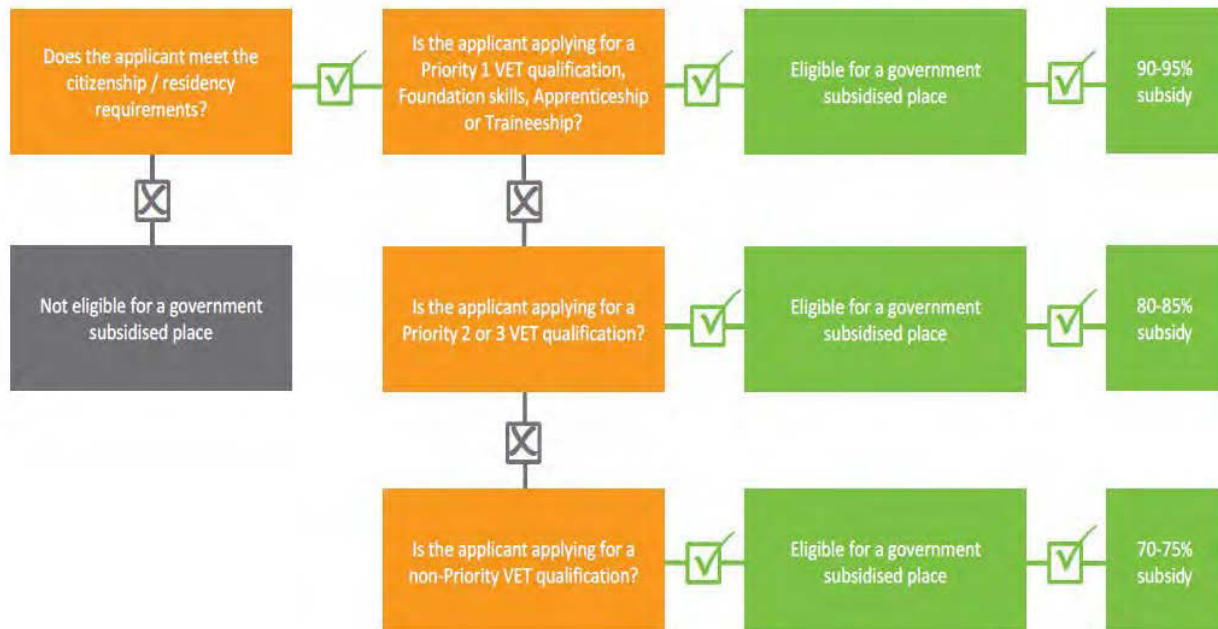 Does the applicant meet the
citizenship / residency
requirements?
Is the applicant applying for a
Priority 1 VET qualification,
Foundation skills, Apprenticeship
or Traineeship?
Eligible for a government
subsidised place
90-95%
subsidy
Not eligible for a government
subsidised place
Is the applicant applying for a
Priority 2 or 3 VET qualification?
Eligible for a government
subsidised place
80-85%
subsidy
Is the applicant applying for a
non-Priority VET qualification?
Eligible for a government
subsidised place
70-75%
subsidy